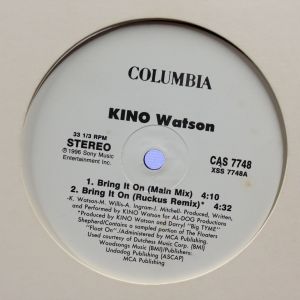 COLUMBIA
KINO Watson
33 1/3 RPM
STEREO
℗ 1996 Sony Music
Entertainment Inc.
CAS 7748
XSS 7748A
1. Bring It On (Main Mix) 4:10
2. Bring It On (Ruckus Remix)* 4:32
-K. Watson-M. Willis-A. Ingram-J. Mitchell- Produced, Written,
and Performed by KINO Watson for AL-DOG Productions
*Produced by KINO Watson and Darryl "Big TYME"
Shepherd/Contains a sampled portion of The Floaters
"Float On". /Administered by MCA Publishing.
Used courtesy of Dutchess Music Corp. (BMI)
Woodsongs Music (BMI)/Publishers:
Undadog Publishing (ASCAP)
MCA Publishing